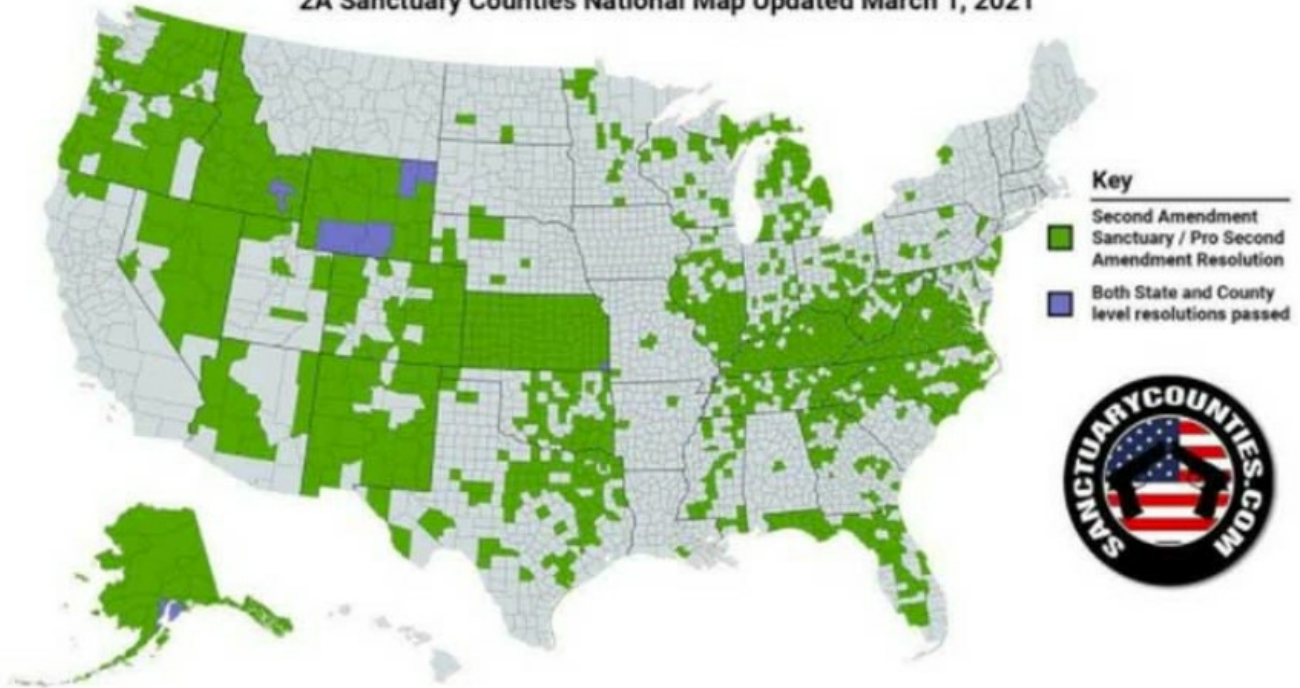 2A Sanctuary Counties National Map Updated March 1, 2021
Key
Second Amendment
Sanctuary / Pro Second
Amendment Resolution
Both State and County
level resolutions passed
SANCTUARYCOUNTIES.COM